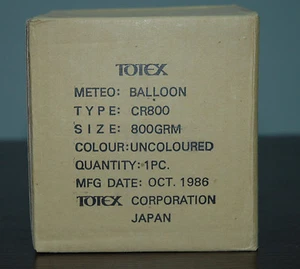 TOTEX
METEO: BALLOON
TYPE: CR800
SIZE: 800GRM
COLOUR:UNCOLOURED
QUANTITY:1PC.
MFG DATE: OCT. 1986
TOTEX CORPORATION
JAPAN